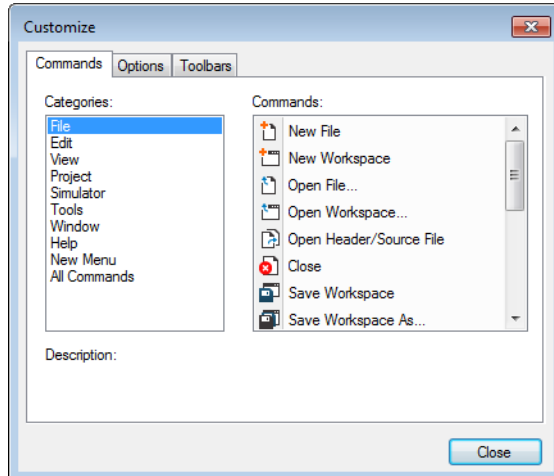 Customize
Commands
Options
Toolbars
Categories:
File
Edit
View
Project
Simulator
Tools
Window
Help
New Menu
All Commands
Commands:
New File
New Workspace
Open File...
Open Workspace...
Open Header/Source File
Close
Save Workspace
Save Workspace As...
Description:
Close